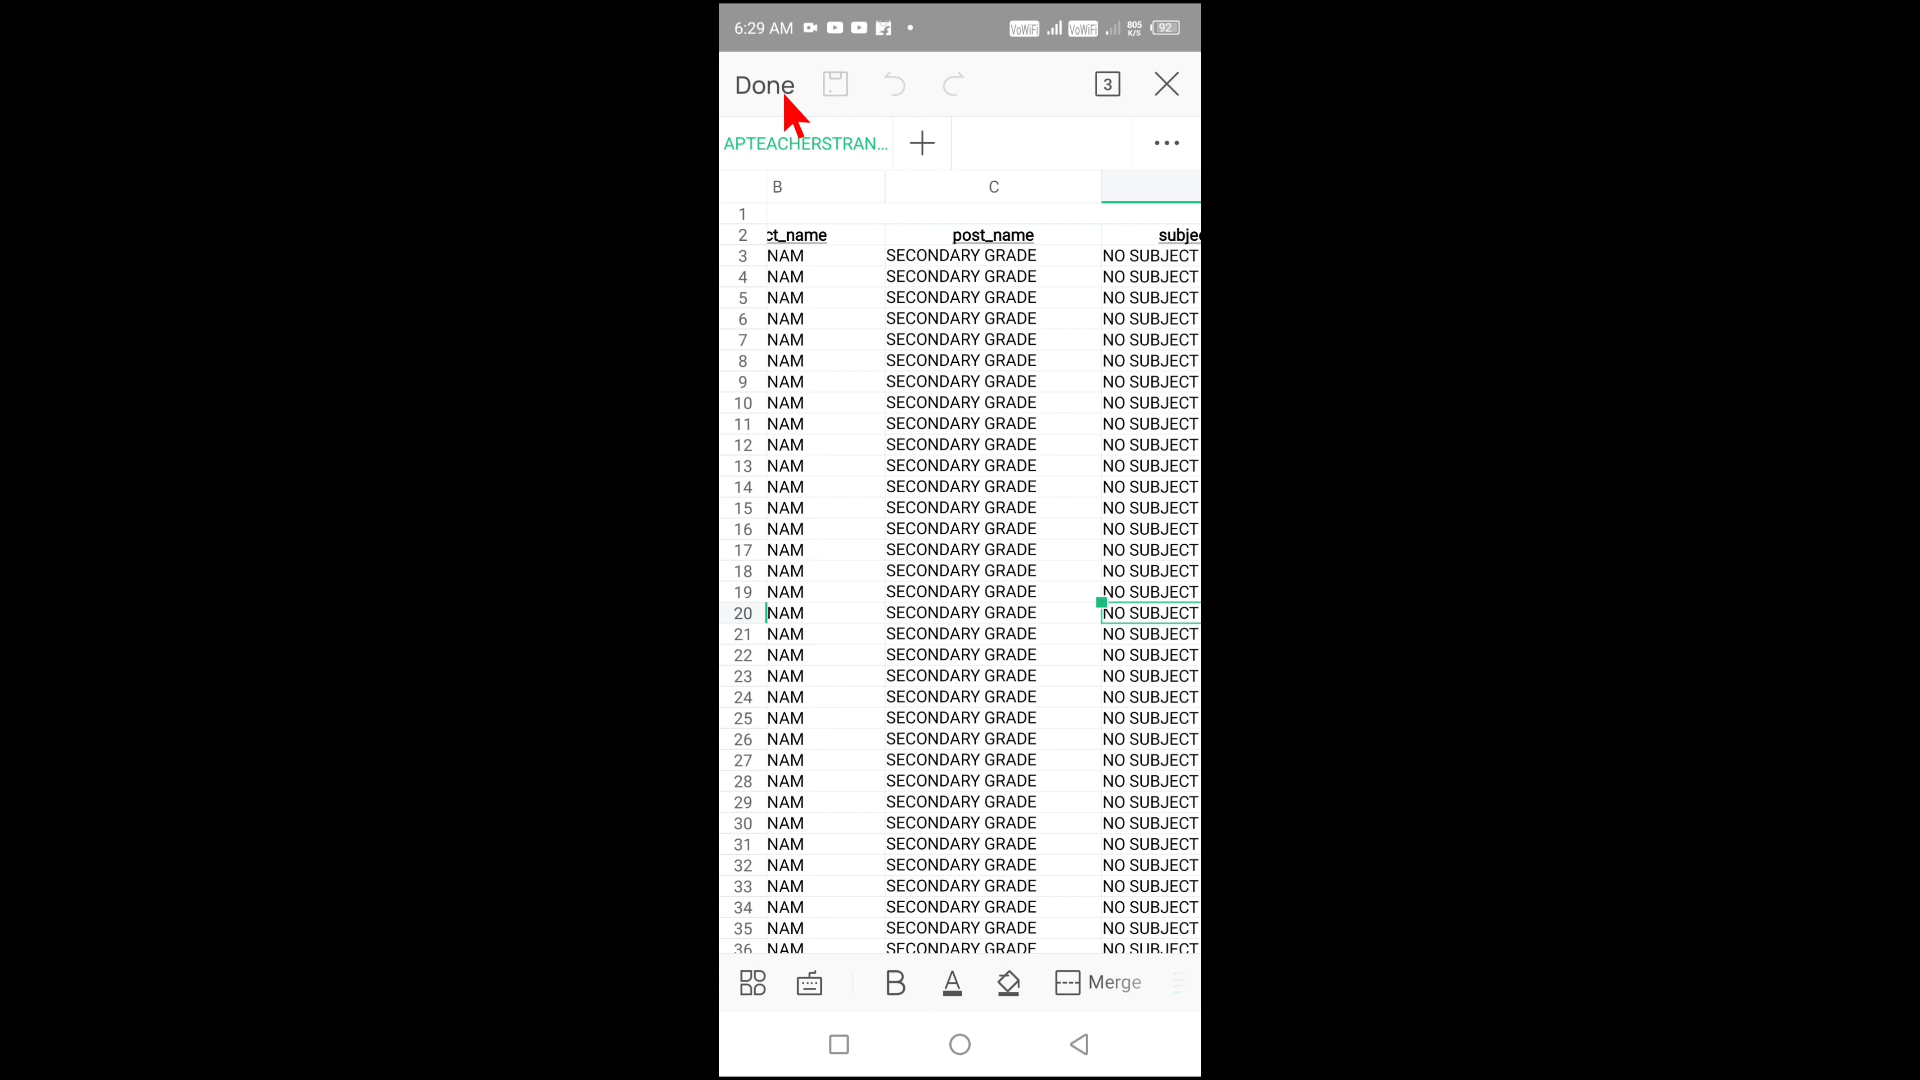 6:29 AM VoWiFi VoWiFi 805 K/S 92
Done 3
APTEACHERSTRAN...
B C
1
2 ct_name post_name subjec
3 NAM SECONDARY GRADE NO SUBJECT
4 NAM SECONDARY GRADE NO SUBJECT
5 NAM SECONDARY GRADE NO SUBJECT
6 NAM SECONDARY GRADE NO SUBJECT
7 NAM SECONDARY GRADE NO SUBJECT
8 NAM SECONDARY GRADE NO SUBJECT
9 NAM SECONDARY GRADE NO SUBJECT
10 NAM SECONDARY GRADE NO SUBJECT
11 NAM SECONDARY GRADE NO SUBJECT
12 NAM SECONDARY GRADE NO SUBJECT
13 NAM SECONDARY GRADE NO SUBJECT
14 NAM SECONDARY GRADE NO SUBJECT
15 NAM SECONDARY GRADE NO SUBJECT
16 NAM SECONDARY GRADE NO SUBJECT
17 NAM SECONDARY GRADE NO SUBJECT
18 NAM SECONDARY GRADE NO SUBJECT
19 NAM SECONDARY GRADE NO SUBJECT
20 NAM SECONDARY GRADE NO SUBJECT
21 NAM SECONDARY GRADE NO SUBJECT
22 NAM SECONDARY GRADE NO SUBJECT
23 NAM SECONDARY GRADE NO SUBJECT
24 NAM SECONDARY GRADE NO SUBJECT
25 NAM SECONDARY GRADE NO SUBJECT
26 NAM SECONDARY GRADE NO SUBJECT
27 NAM SECONDARY GRADE NO SUBJECT
28 NAM SECONDARY GRADE NO SUBJECT
29 NAM SECONDARY GRADE NO SUBJECT
30 NAM SECONDARY GRADE NO SUBJECT
31 NAM SECONDARY GRADE NO SUBJECT
32 NAM SECONDARY GRADE NO SUBJECT
33 NAM SECONDARY GRADE NO SUBJECT
34 NAM SECONDARY GRADE NO SUBJECT
35 NAM SECONDARY GRADE NO SUBJECT
36 NAM SECONDARY GRADE NO SUBJECT
B A Merge